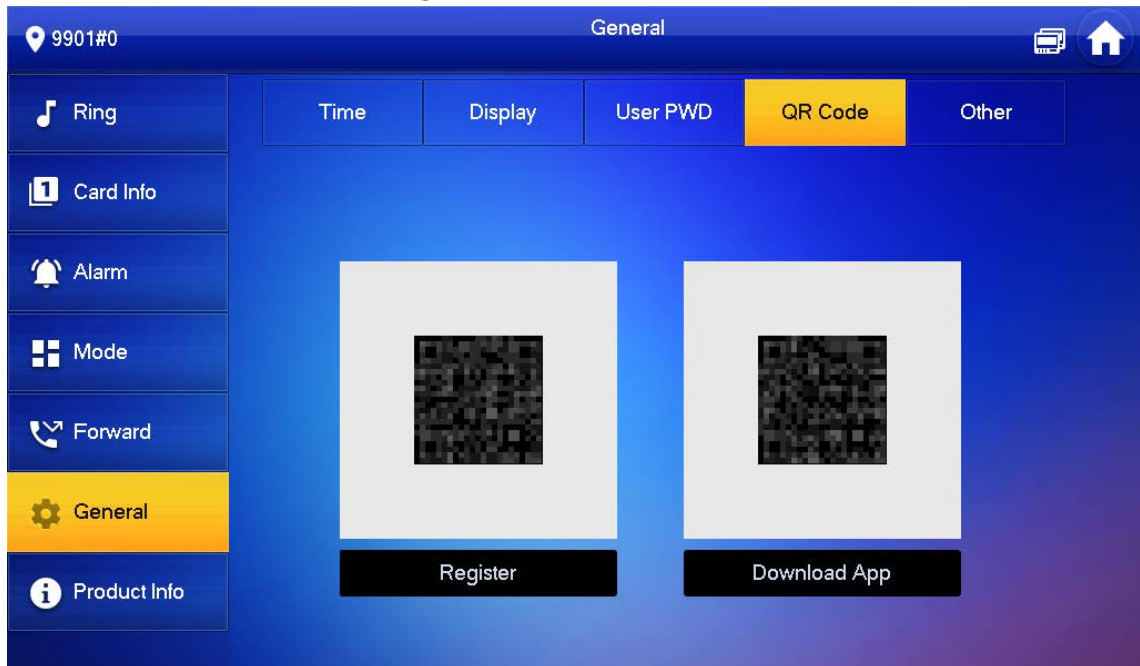 9901#0
General
Ring
Card Info
Alarm
Mode
Forward
General
Product Info
Time
Display
User PWD
QR Code
Other
Register
Download App